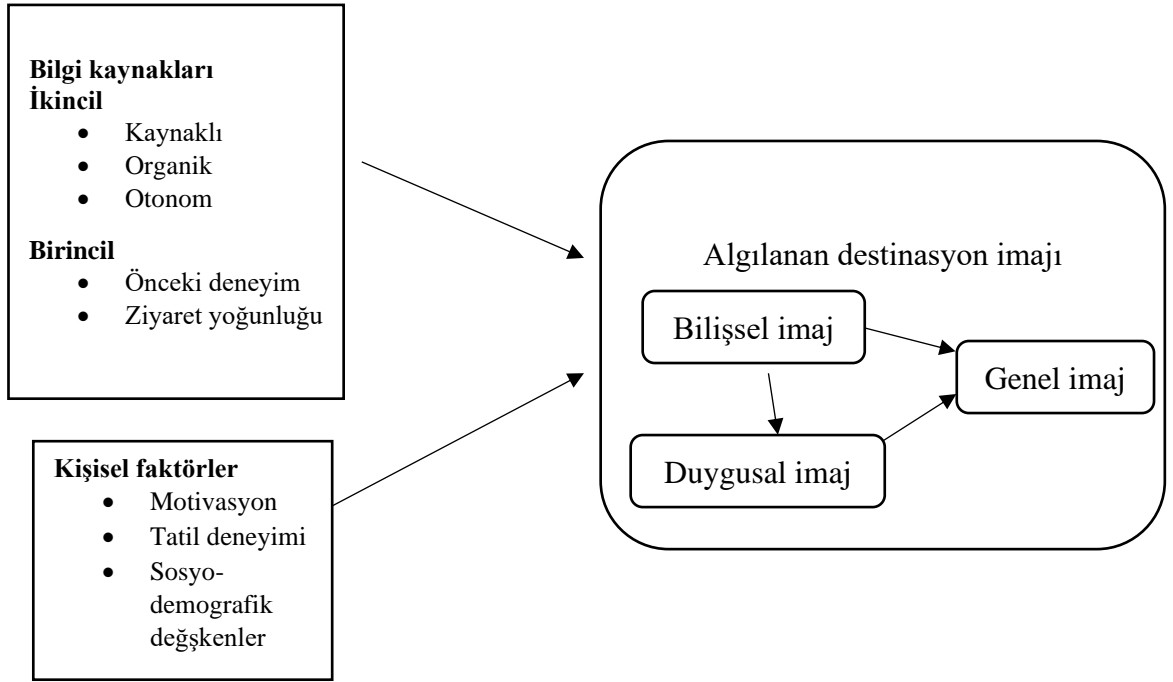 Bilgi kaynakları
İkincil
• Kaynaklı
• Organik
• Otonom
Birincil
• Önceki deneyim
• Ziyaret yoğunluğu
Kişisel faktörler
• Motivasyon
• Tatil deneyimi
• Sosyo-
demografik
değşkenler
Algılanan destinasyon imajı
Bilişsel imaj
Genel imaj
Duygusal imaj